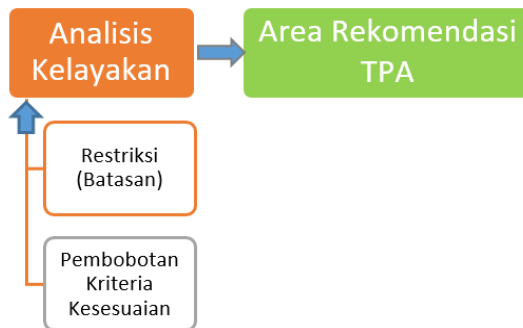 Analisis
Kelayakan
Area Rekomendasi
TPA
Restriksi
(Batasan)
Pembobotan
Kriteria
Kesesuaian